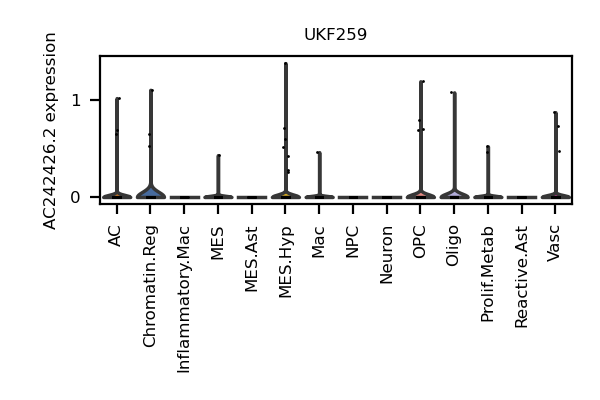 UKF259
AC242426.2 expression
1
0
AC
Chromatin.Reg
Inflammatory.Mac
MES
MES.Ast
MES.Hyp
Mac
NPC
Neuron
OPC
Oligo
Prolif.Metab
Reactive.Ast
Vasc